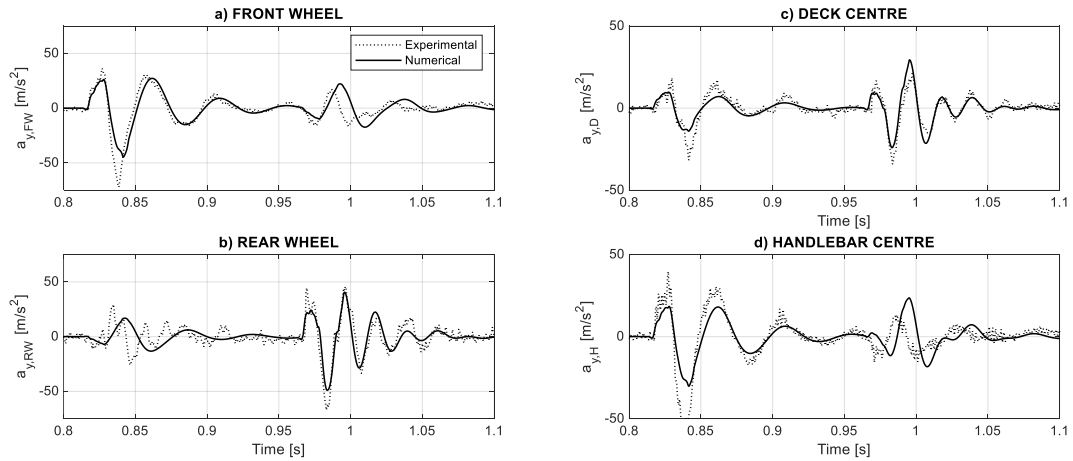 a) FRONT WHEEL
50
0
-50
a_y,FW [m/s²]
Experimental
Numerical
0.8 0.85 0.9 0.95 1 1.05 1.1
b) REAR WHEEL
50
0
-50
a_y,RW [m/s²]
0.8 0.85 0.9 0.95 1 1.05 1.1
Time [s]
c) DECK CENTRE
50
0
-50
a_y,D [m/s²]
0.8 0.85 0.9 0.95 1 1.05 1.1
Time [s]
d) HANDLEBAR CENTRE
50
0
-50
a_y,H [m/s²]
0.8 0.85 0.9 0.95 1 1.05 1.1
Time [s]